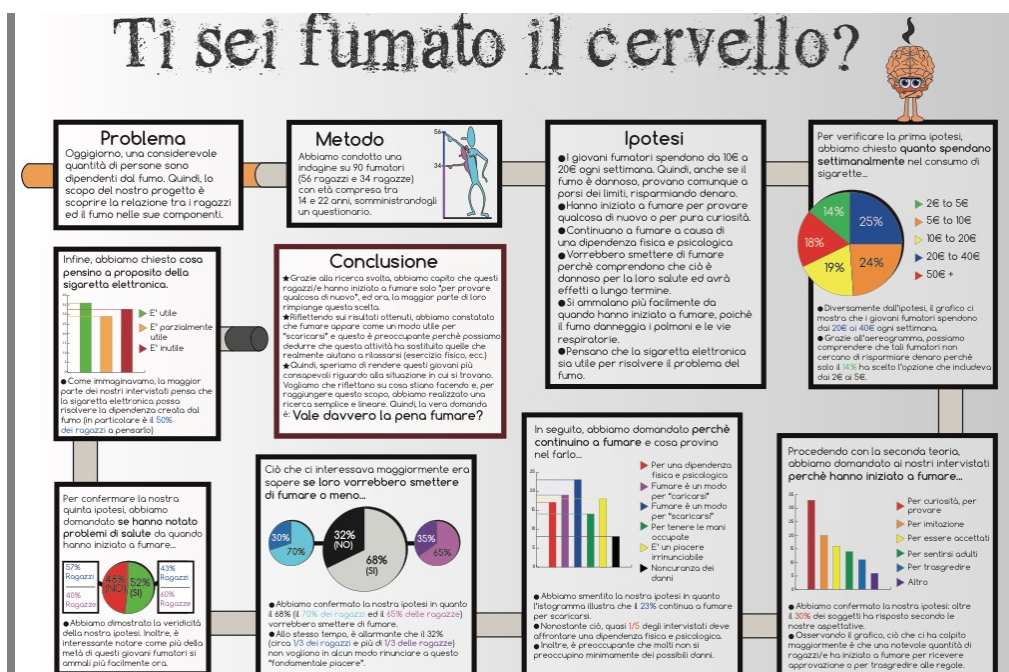 Ti sei fumato il cervello?
Problema
Oggigiorno, una considerevole
quantità di persone sono
dipendenti dal fumo. Quindi, lo
scopo del nostro progetto è
scoprire la relazione tra i ragazzi
ed il fumo nelle sue componenti.
Metodo
Abbiamo condotto una
indagine su 90 fumatori
(56 ragazzi e 34 ragazze)
con età compresa tra
14 e 22 anni, somministrandogli
un questionario.
56
34
Ipotesi
●I giovani fumatori spendono da 10€ a
20€ ogni settimana. Quindi, anche se il
fumo è dannoso, provano comunque a
porsi dei limiti, risparmiando denaro.
●Hanno iniziato a fumare per provare
qualcosa di nuovo o per pura curiosità.
●Continuano a fumare a causa di
una dipendenza fisica e psicologica
●Vorrebbero smettere di fumare
perchè comprendono che ciò è
dannoso per la loro salute ed avrà
effetti a lungo termine.
●Si ammalano più facilmente da
quando hanno iniziato a fumare, poichè
il fumo danneggia i polmoni e le vie
respiratorie.
●Pensano che la sigaretta elettronica
sia utile per risolvere il problema del
fumo.
Per verificare la prima ipotesi,
abbiamo chiesto quanto spendano
settimanalmente nel consumo di
sigarette...
14%
25%
18%
19%
24%
2€ to 5€
5€ to 10€
10€ to 20€
20€ to 40€
50€ +
●Diversamente dall'ipotesi, il grafico ci
mostra che i giovani fumatori spendono
dai 20€ ai 40€ ogni settimana.
●Grazie all'aereogramma, possiamo
comprendere che tali fumatori non
cercano di risparmiare denaro perchè
solo il 14% ha scelto l'opzione che includeva
dai 2€ ai 5€.
Infine, abbiamo chiesto cosa
pensino a proposito della
sigaretta elettronica.
E' utile
E' parzialmente
utile
E' inutile
●Come immaginavamo, la maggior
parte dei nostri intervistati pensa che
la sigaretta elettronica possa
risolvere la dipendenza creata dal
fumo (in particolare è il 50%
dei ragazzi a pensarlo)
Conclusione
★Grazie alla ricerca svolta, abbiamo capito che questi
ragazzi/e hanno iniziato a fumare solo "per provare
qualcosa di nuovo", ed ora, la maggior parte di loro
rimpiange questa scelta.
★Riflettendo sui risultati ottenuti, abbiamo constatato
che fumare appare come un modo utile per
"scaricarsi" e questo è preoccupante perchè possiamo
dedurre che questa attività ha sostituito quelle che
realmente aiutano a rilassarsi (esercizio fisico, ecc.)
★Quindi, speriamo di rendere questi giovani più
consapevoli riguardo alla situazione in cui si trovano.
Vogliamo che riflettano su cosa stiano facendo e, per
raggiungere questo scopo, abbiamo realizzato una
ricerca semplice e lineare. Quindi, la vera domanda
è: Vale davvero la pena fumare?
Per confermare la nostra
quinta ipotesi, abbiamo
domandato se hanno notato
problemi di salute da quando
hanno iniziato a fumare...
57%
Ragazzi
40%
Ragazze
48%
(NO)
52%
(SI)
43%
Ragazzi
60%
Ragazze
●Abbiamo dimostrato la veridicità
della nostra ipotesi. Inoltre, è
interessante notare come più della
metà di questi giovani fumatori si
ammali più facilmente ora.
Ciò che ci interessava maggiormente era
sapere se loro vorrebbero smettere
di fumare o meno...
30%
70%
32%
(NO)
68%
(SI)
35%
65%
●Abbiamo confermato la nostra ipotesi in quanto
il 68% (il 70% dei ragazzi ed il 65% delle ragazze)
vorrebbero smettere di fumare.
●Allo stesso tempo, è allarmante che il 32%
(circa 1/3 dei ragazzi e più di 1/3 delle ragazze)
non vogliono in alcun modo rinunciare a questo
"fondamentale piacere".
In seguito, abbiamo domandato perchè
continuino a fumare e cosa provino
nel farlo...
Per una dipendenza
fisica e psicologica
Fumare è un modo
per "caricarsi"
Fumare è un modo
per "scaricarsi"
Per tenere le mani
occupate
E' un piacere
irrinunciabile
Noncuranza dei
danni
●Abbiamo smentito la nostra ipotesi in quanto
l'istogramma illustra che il 23% continua a fumare
per scaricarsi.
●Nonostante ciò, quasi 1/5 degli intervistati deve
affrontare una dipendenza fisica e psicologica.
●Inoltre, è preoccupante che molti non si
preoccupino minimamente dei possibili danni.
Procedendo con la seconda teoria,
abbiamo domandato ai nostri intervistati
perchè hanno iniziato a fumare...
Per curiosità, per
provare
Per imitazione
Per essere accettati
Per sentirsi adulti
Per trasgredire
Altro
●Abbiamo confermato la nostra ipotesi: oltre
il 30% dei soggetti ha risposto secondo le
nostre aspettative.
●Osservando il grafico, ciò che ci ha colpito
maggiormente è che una notevole quantità di
ragazzi/e ha iniziato a fumare per ricevere
approvazione o per trasgredire alle regole.